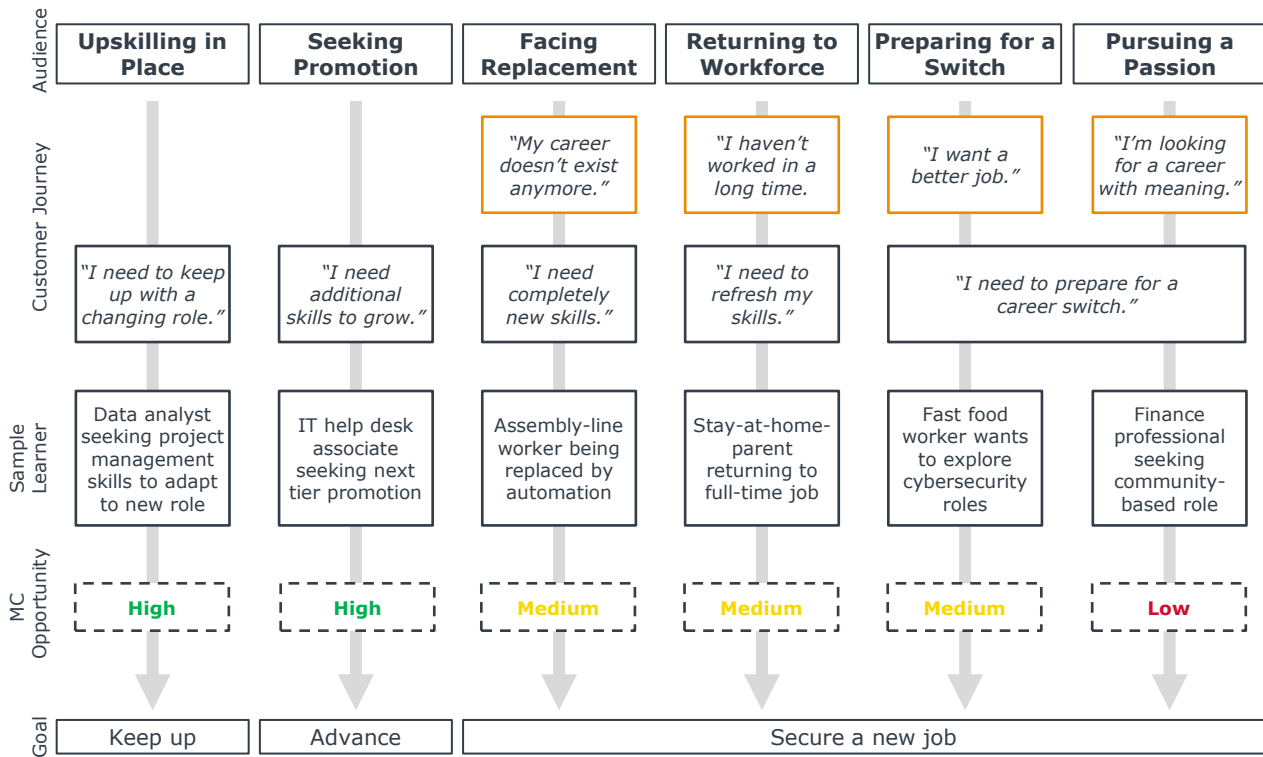 Audience
Upskilling in
Place
Seeking
Promotion
Facing
Replacement
Returning to
Workforce
Preparing for a
Switch
Pursuing a
Passion
Customer Journey
“My career
doesn’t exist
anymore.”
“I haven’t
worked in a
long time.
“I want a
better job.”
“I’m looking
for a career
with meaning.”
“I need to keep
up with a
changing role.”
“I need
additional
skills to grow.”
“I need
completely
new skills.”
“I need to
refresh my
skills.”
“I need to prepare for a
career switch.”
Sample
Learner
Data analyst
seeking project
management
skills to adapt
to new role
IT help desk
associate
seeking next
tier promotion
Assembly-line
worker being
replaced by
automation
Stay-at-home-
parent
returning to
full-time job
Fast food
worker wants
to explore
cybersecurity
roles
Finance
professional
seeking
community-
based role
MC
Opportunity
High
High
Medium
Medium
Medium
Low
Goal
Keep up
Advance
Secure a new job